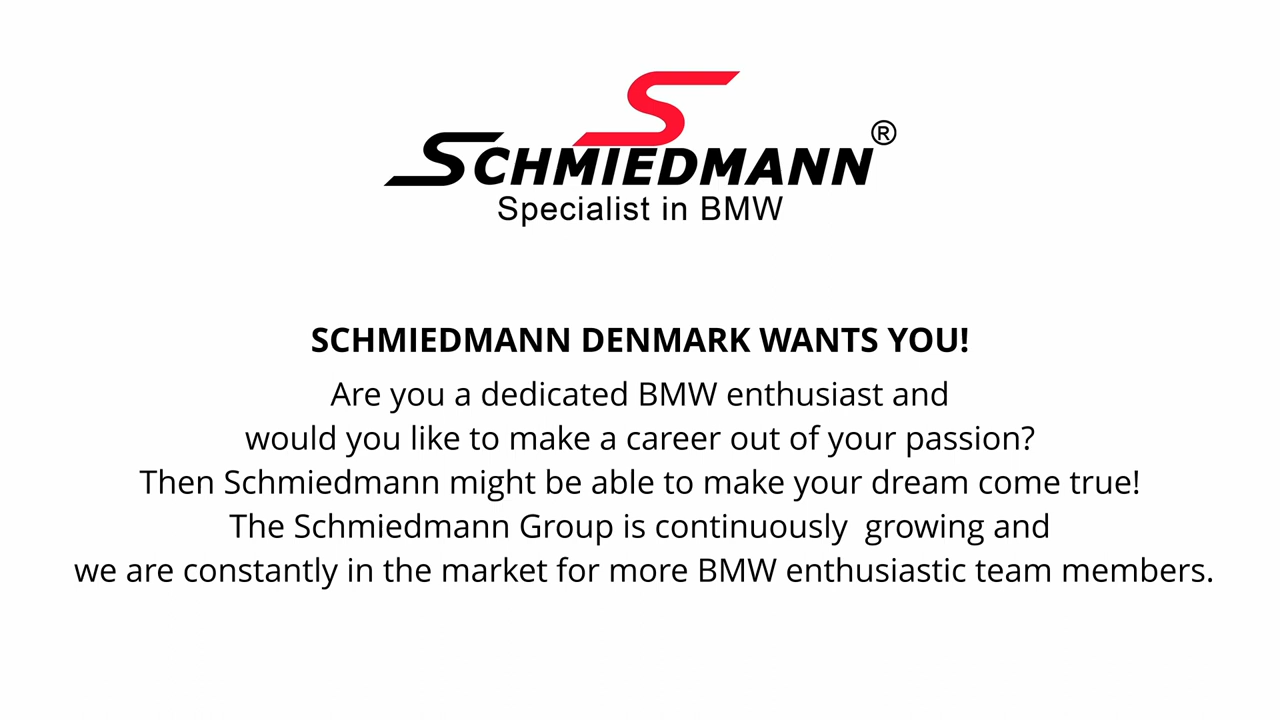 SCHMIEDMANN®
Specialist in BMW
SCHMIEDMANN DENMARK WANTS YOU!
Are you a dedicated BMW enthusiast and
would you like to make a career out of your passion?
Then Schmiedmann might be able to make your dream come true!
The Schmiedmann Group is continuously  growing and
we are constantly in the market for more BMW enthusiastic team members.